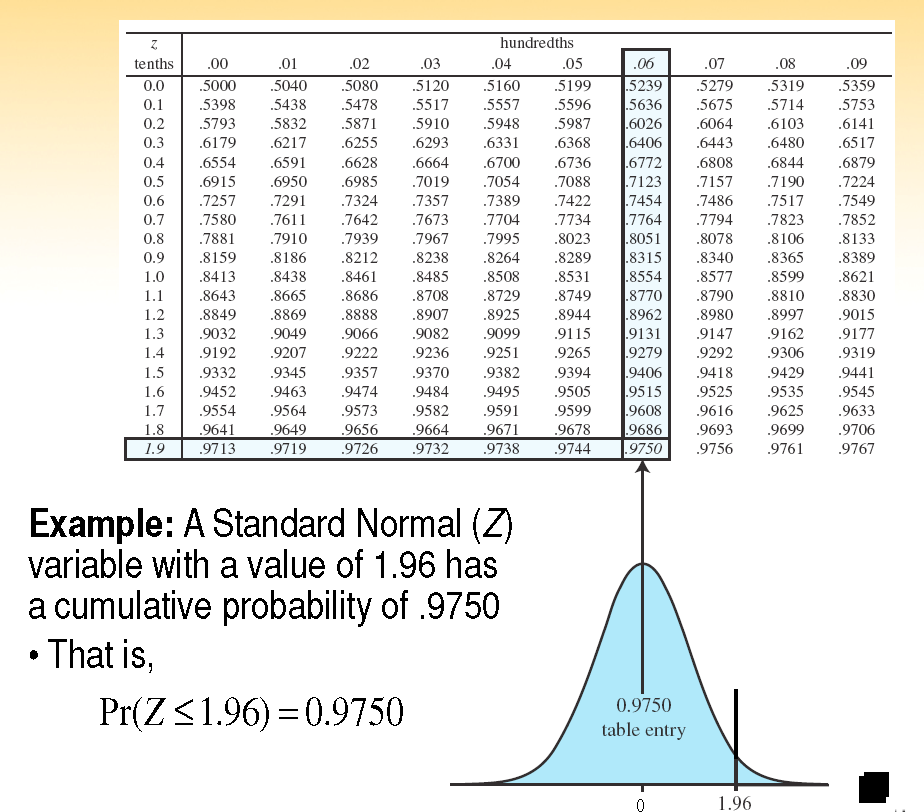 z hundredths
tenths .00 .01 .02 .03 .04 .05 .06 .07 .08 .09
0.0 .5000 .5040 .5080 .5120 .5160 .5199 .5239 .5279 .5319 .5359
0.1 .5398 .5438 .5478 .5517 .5557 .5596 .5636 .5675 .5714 .5753
0.2 .5793 .5832 .5871 .5910 .5948 .5987 .6026 .6064 .6103 .6141
0.3 .6179 .6217 .6255 .6293 .6331 .6368 .6406 .6443 .6480 .6517
0.4 .6554 .6591 .6628 .6664 .6700 .6736 .6772 .6808 .6844 .6879
0.5 .6915 .6950 .6985 .7019 .7054 .7088 .7123 .7157 .7190 .7224
0.6 .7257 .7291 .7324 .7357 .7389 .7422 .7454 .7486 .7517 .7549
0.7 .7580 .7611 .7642 .7673 .7704 .7734 .7764 .7794 .7823 .7852
0.8 .7881 .7910 .7939 .7967 .7995 .8023 .8051 .8078 .8106 .8133
0.9 .8159 .8186 .8212 .8238 .8264 .8289 .8315 .8340 .8365 .8389
1.0 .8413 .8438 .8461 .8485 .8508 .8531 .8554 .8577 .8599 .8621
1.1 .8643 .8665 .8686 .8708 .8729 .8749 .8770 .8790 .8810 .8830
1.2 .8849 .8869 .8888 .8907 .8925 .8944 .8962 .8980 .8997 .9015
1.3 .9032 .9049 .9066 .9082 .9099 .9115 .9131 .9147 .9162 .9177
1.4 .9192 .9207 .9222 .9236 .9251 .9265 .9279 .9292 .9306 .9319
1.5 .9332 .9345 .9357 .9370 .9382 .9394 .9406 .9418 .9429 .9441
1.6 .9452 .9463 .9474 .9484 .9495 .9505 .9515 .9525 .9535 .9545
1.7 .9554 .9564 .9573 .9582 .9591 .9599 .9608 .9616 .9625 .9633
1.8 .9641 .9649 .9656 .9664 .9671 .9678 .9686 .9693 .9699 .9706
1.9 .9713 .9719 .9726 .9732 .9738 .9744 .9750 .9756 .9761 .9767
Example: A Standard Normal (Z)
variable with a value of 1.96 has
a cumulative probability of .9750
• That is,
Pr(Z ≤ 1.96) = 0.9750
0.9750
table entry
0 1.96